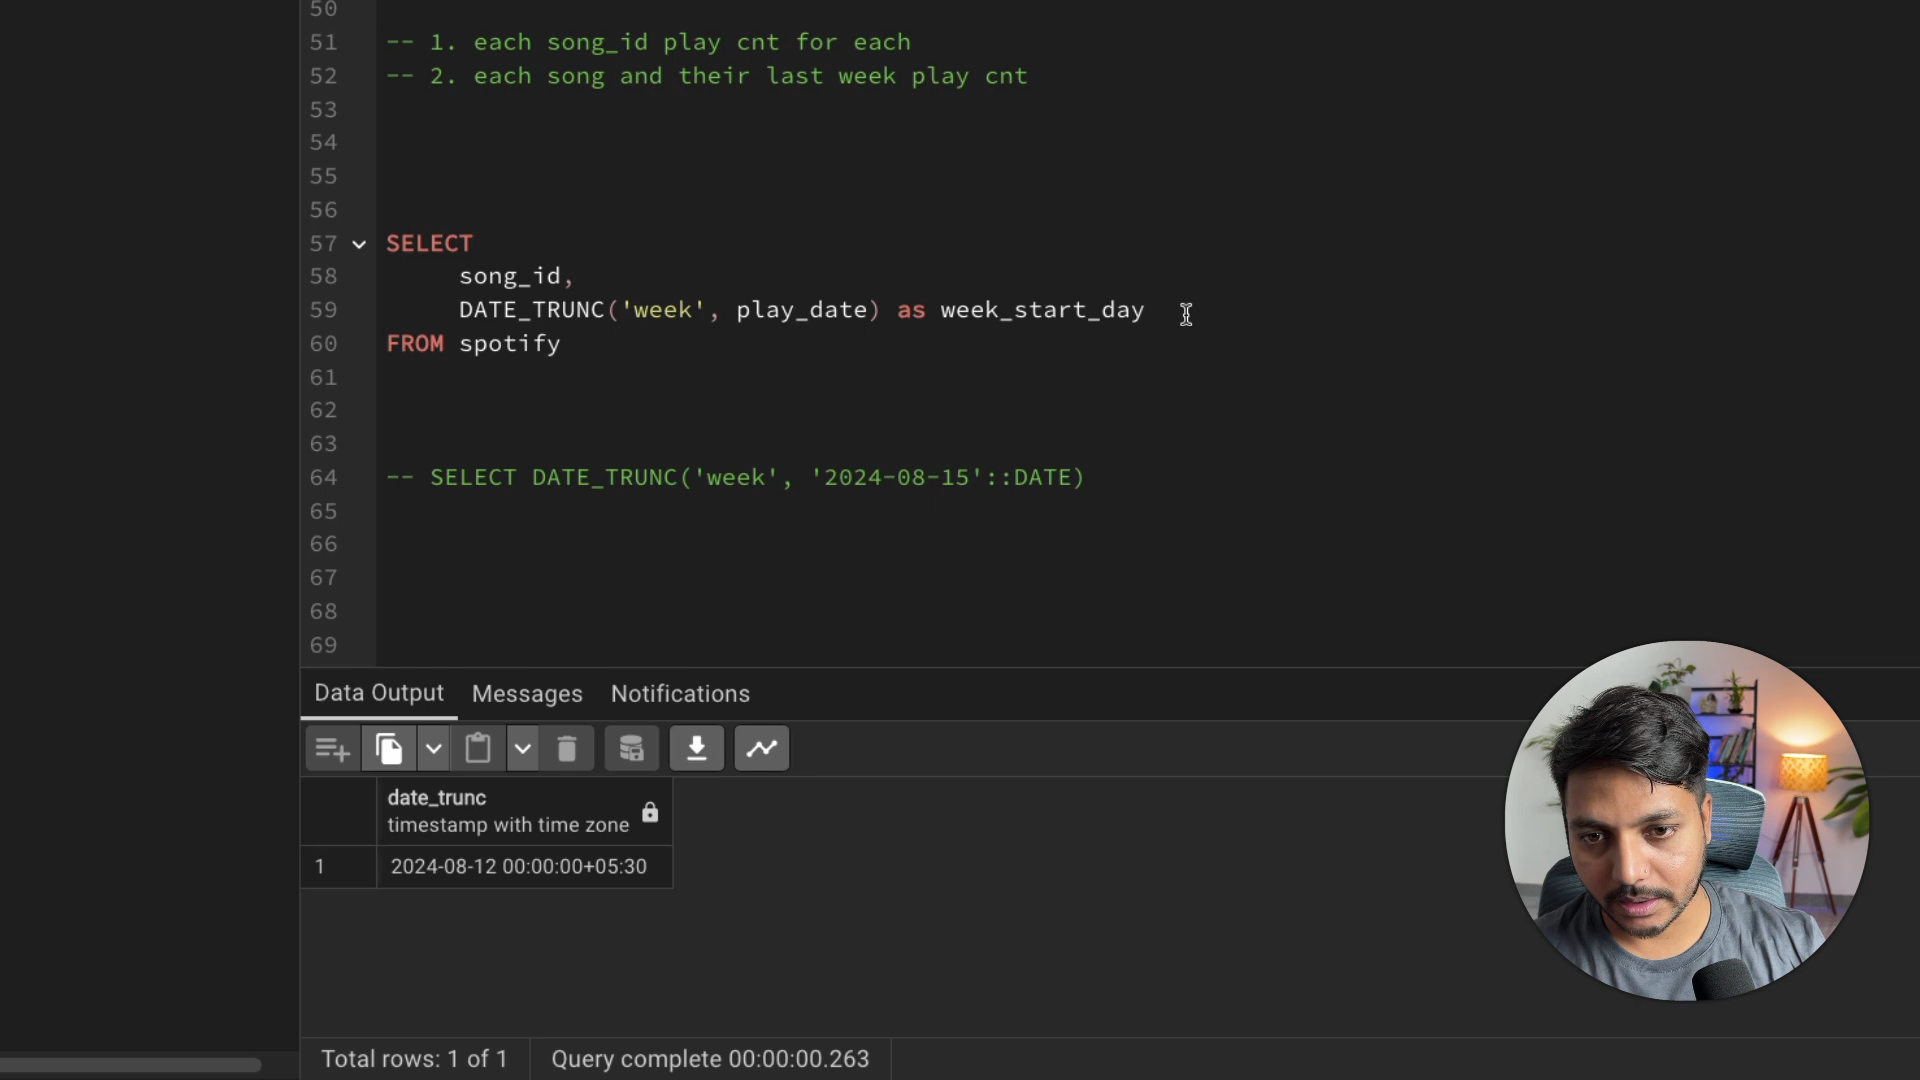 50
51 -- 1. each song_id play cnt for each
52 -- 2. each song and their last week play cnt
53
54
55
56
57 SELECT
58 song_id,
59 DATE_TRUNC('week', play_date) as week_start_day
60 FROM spotify
61
62
63
64 -- SELECT DATE_TRUNC('week', '2024-08-15'::DATE)
65
66
67
68
69
Data Output Messages Notifications
date_trunc
timestamp with time zone
1 2024-08-12 00:00:00+05:30
Total rows: 1 of 1 Query complete 00:00:00.263